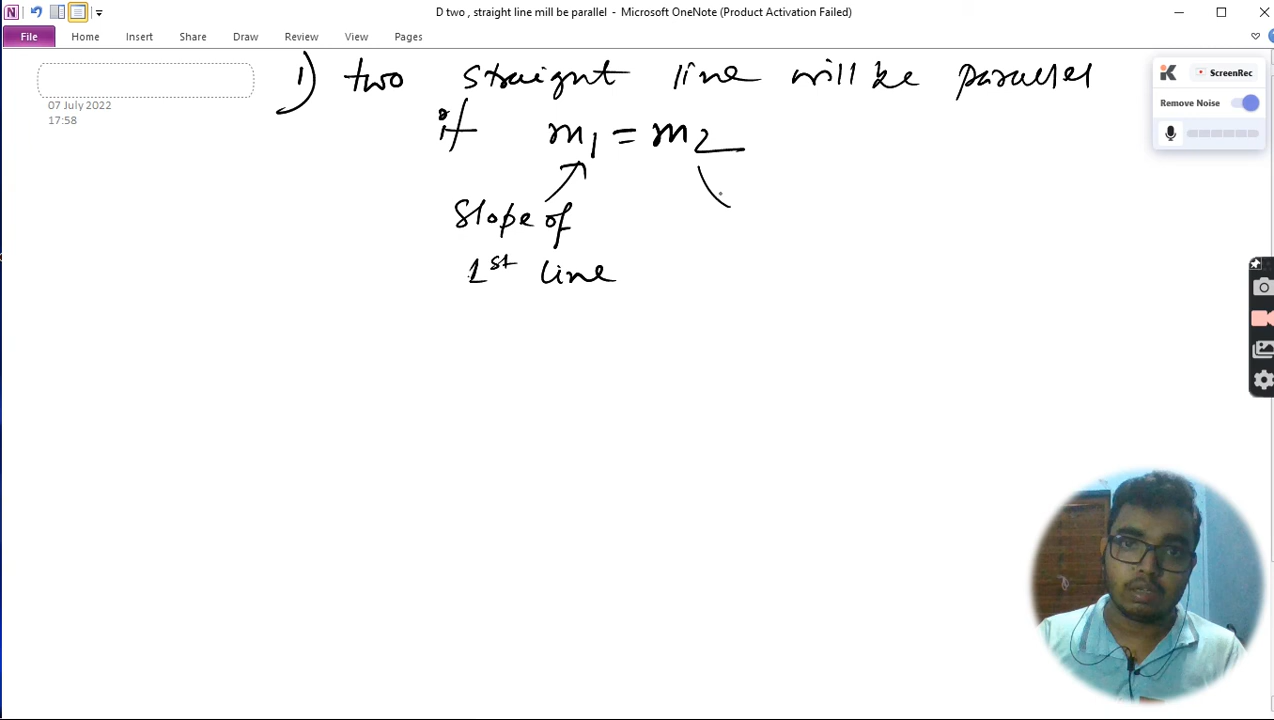 D two , straight line mill be parallel - Microsoft OneNote (Product Activation Failed)
File Home Insert Share Draw Review View Pages
07 July 2022
17:58
ScreenRec
Remove Noise
1) two straight line will be parallel
if m1 = m2
Slope of
1st line